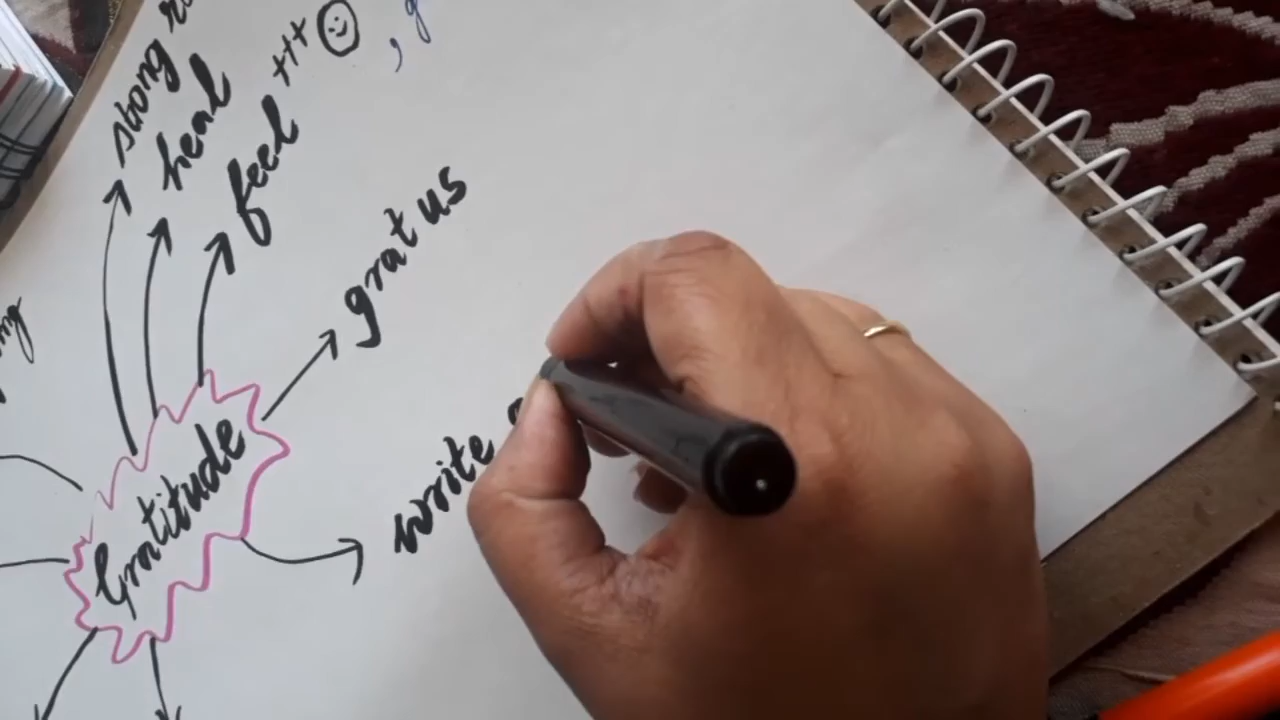 strong
heal
feel +++
grat us
write
Gratitude